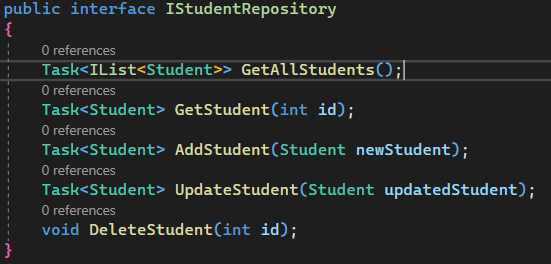 public interface IStudentRepository
{
0 references
Task<IList<Student>> GetAllStudents();
0 references
Task<Student> GetStudent(int id);
0 references
Task<Student> AddStudent(Student newStudent);
0 references
Task<Student> UpdateStudent(Student updatedStudent);
0 references
void DeleteStudent(int id);
}